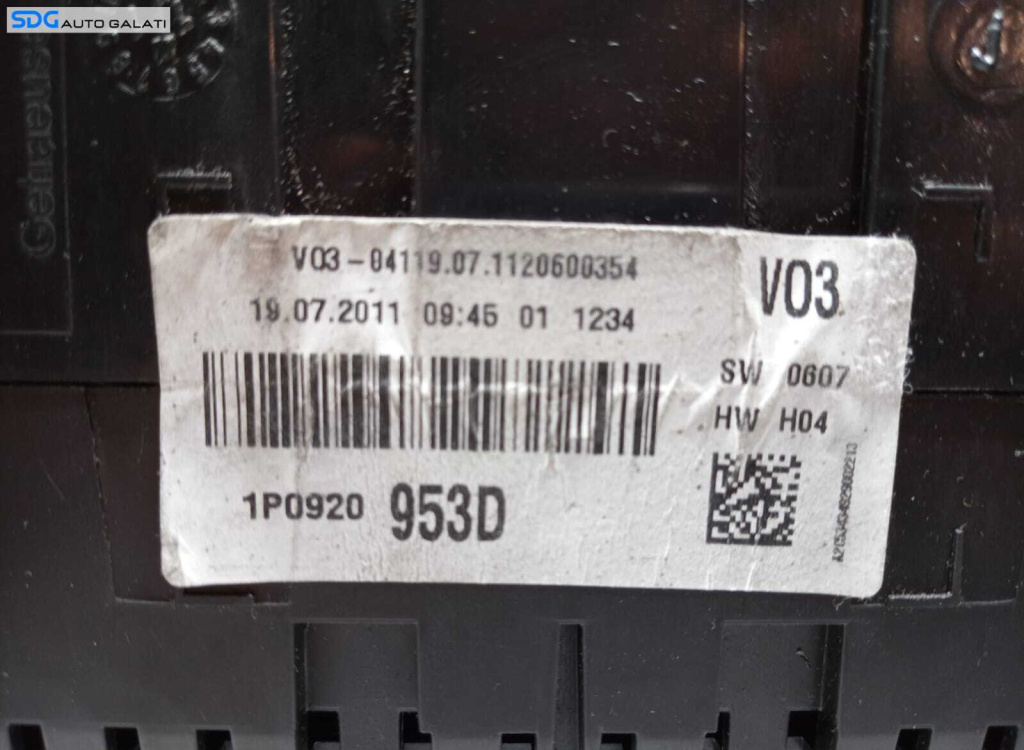 SDG AUTO GALATI
Gehaeuse
V03-04119.07.1120600354
19.07.2011 09:45 01 1234
V03
SW 0607
HW H04
1P0920 953D